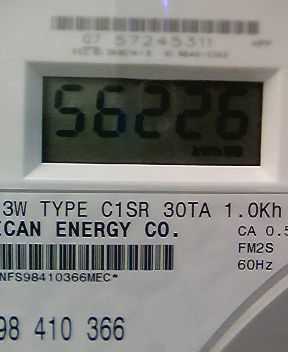 07 57245311
56226
kWh
3W TYPE C1SR 30TA 1.0Kh
ICAN ENERGY CO.
CA 0.5
FM2S
60Hz
NFS98410366MEC*
98 410 366